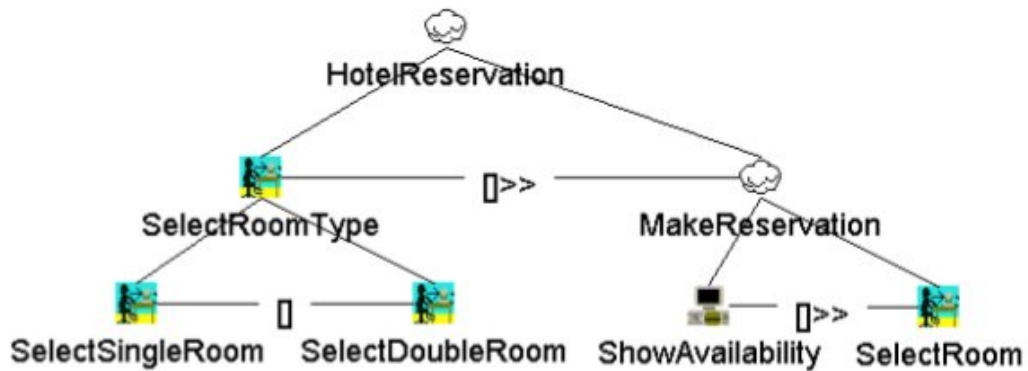 HotelReservation
[]>>
SelectRoomType
MakeReservation
[]
[]>>
SelectSingleRoom
SelectDoubleRoom
ShowAvailability
SelectRoom